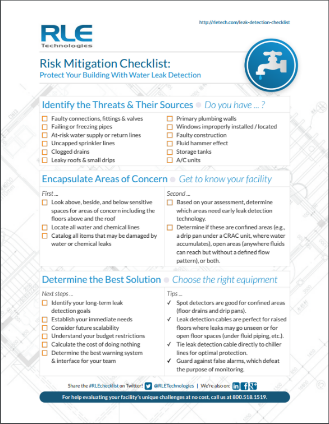 http://rletech.com/leak-detection-checklist
RLE
Technologies
Risk Mitigation Checklist:
Protect Your Building With Water Leak Detection
Identify the Threats & Their Sources Do you have ... ?
Faulty connections, fittings & valves
Failing or freezing pipes
At-risk water supply or return lines
Uncapped sprinkler lines
Clogged drains
Leaky roofs & small drips
Primary plumbing walls
Windows improperly installed / located
Faulty construction
Fluid hammer effect
Storage tanks
A/C units
Encapsulate Areas of Concern Get to know your facility
First ...
Look above, beside, and below sensitive
spaces for areas of concern including the
floors above and the roof
Locate all water and chemical lines
Catalog all items that may be damaged by
water or chemical leaks
Second ...
Based on your assessment, determine
which areas need early leak detection
technology.
Determine if these are confined areas (e.g.,
a drip pan under a CRAC unit, where water
accumulates), open areas (anywhere fluids
can reach but without a defined flow
pattern), or both.
Determine the Best Solution Choose the right equipment
Next steps ...
Identify your long-term leak
detection goals
Establish your immediate needs
Consider future scalability
Understand your budget restrictions
Calculate the cost of doing nothing
Determine the best warning system
& interface for your team
Tips ...
✓ Spot detectors are good for confined areas
(floor drains and drip pans).
✓ Leak detection cables are perfect for raised
floors where leaks may go unseen or for
open floor spaces (under fluid piping, etc.).
✓ Tie leak detection cable directly to chiller
lines for optimal protection.
✓ Guard against false alarms, which defeat
the purpose of monitoring.
Share the #RLEchecklist on Twitter! @RLETechnologies | We're also on:
For help evaluating your facility's unique challenges at no cost, call us at 800.518.1519.